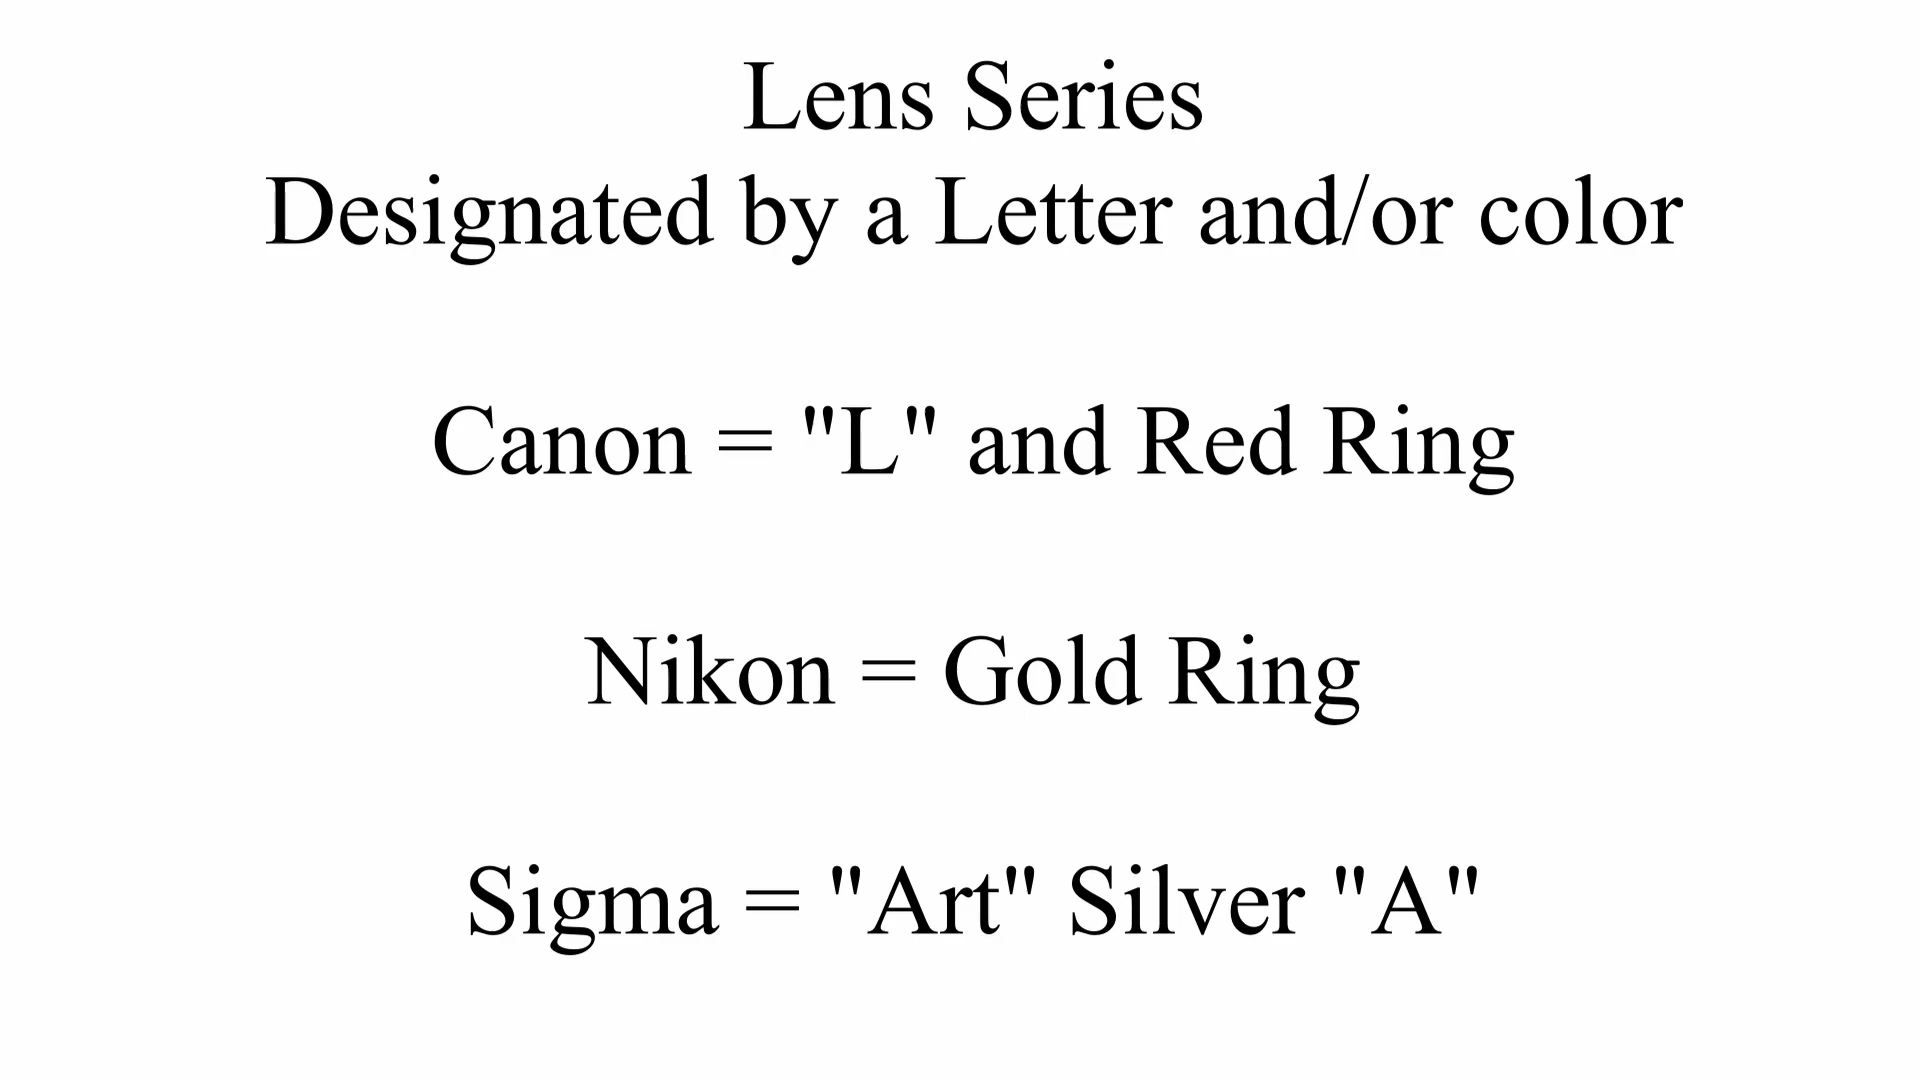 Lens Series
Designated by a Letter and/or color
Canon = "L" and Red Ring
Nikon = Gold Ring
Sigma = "Art" Silver "A"